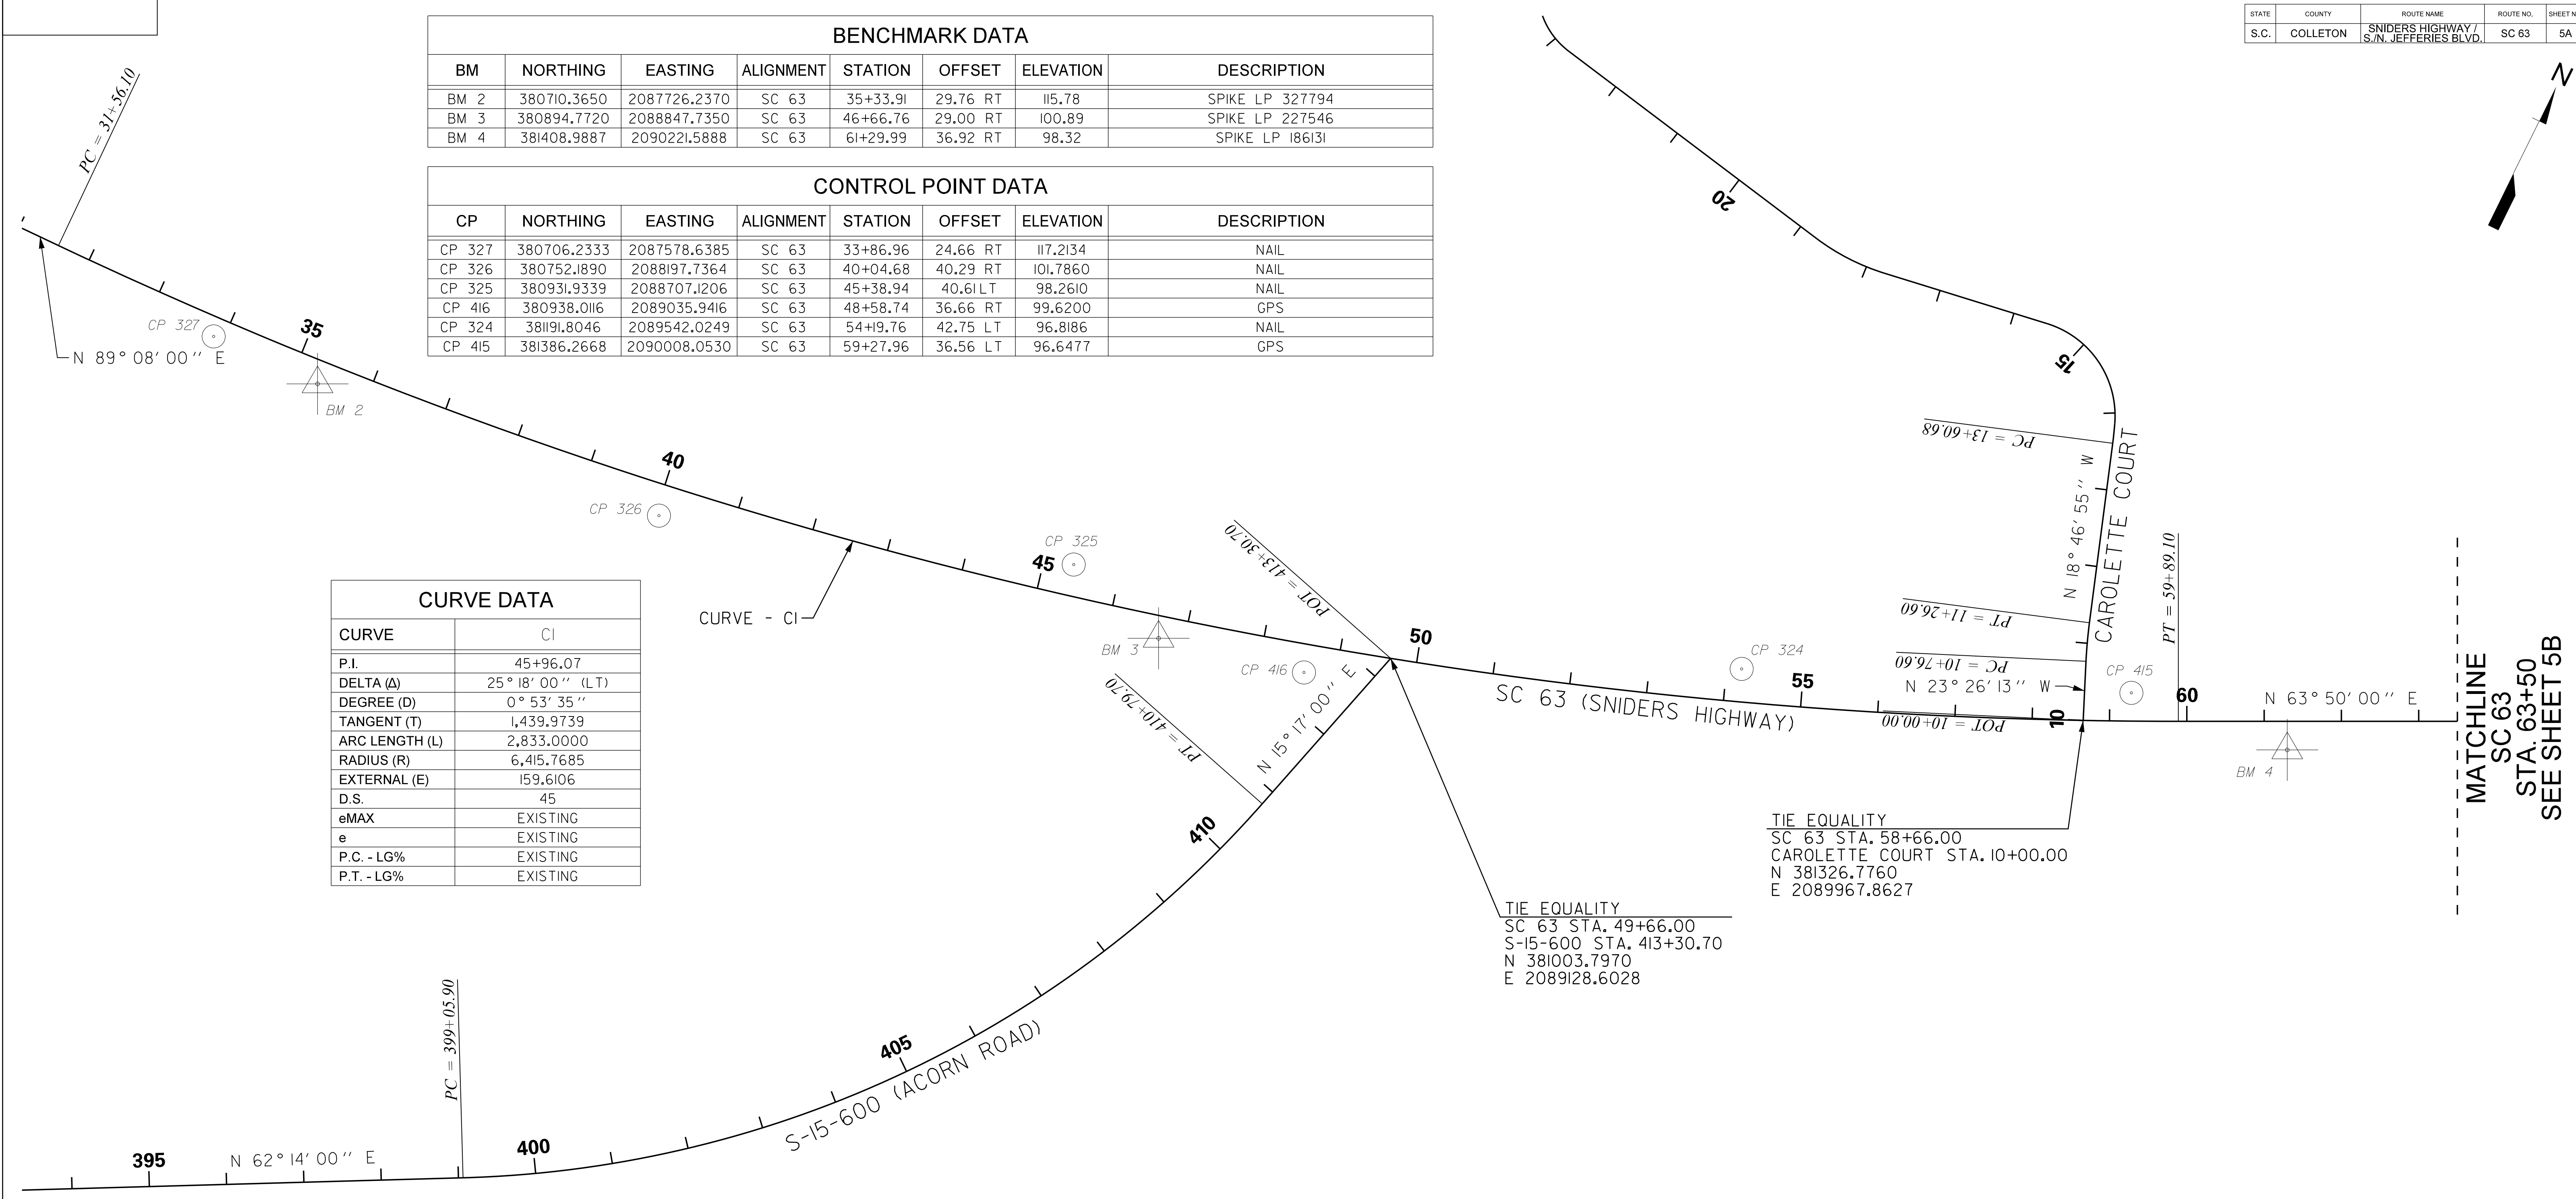 STATE COUNTY ROUTE NAME ROUTE NO. SHEET N
S.C. COLLETON SNIDERS HIGHWAY / S./N. JEFFERIES BLVD. SC 63 5A
N
BENCHMARK DATA
BM NORTHING EASTING ALIGNMENT STATION OFFSET ELEVATION DESCRIPTION
BM 2 380710.3650 2087726.2370 SC 63 35+33.91 29.76 RT 115.78 SPIKE LP 327794
BM 3 380894.7720 2088847.7350 SC 63 46+66.76 29.00 RT 100.89 SPIKE LP 227546
BM 4 381408.9887 2090221.5888 SC 63 61+29.99 36.92 RT 98.32 SPIKE LP 186131
CONTROL POINT DATA
CP NORTHING EASTING ALIGNMENT STATION OFFSET ELEVATION DESCRIPTION
CP 327 380706.2333 2087578.6385 SC 63 33+86.96 24.66 RT 117.2134 NAIL
CP 326 380752.1890 2088197.7364 SC 63 40+04.68 40.29 RT 101.7860 NAIL
CP 325 380931.9339 2088707.1206 SC 63 45+38.94 40.61 LT 98.2610 NAIL
CP 416 380938.0116 2089035.9416 SC 63 48+58.74 36.66 RT 99.6200 GPS
CP 324 381191.8046 2089542.0249 SC 63 54+19.76 42.75 LT 96.8186 NAIL
CP 415 381386.2668 2090008.0530 SC 63 59+27.96 36.56 LT 96.6477 GPS
PC = 31+56.10
N 89° 08' 00'' E
CP 327
35
BM 2
40
CP 326
CURVE - C1
45
CP 325
BM 3
CP 416
POT = 413+30.70
PT = 410+79.70
N 15° 17' 00'' E
50
SC 63 (SNIDERS HIGHWAY)
CP 324
55
20
15
PC = 13+60.68
N 18° 46' 55'' W
CAROLETTE COURT
PT = 11+26.60
PC = 10+76.60
N 23° 26' 13'' W
POT = 10+00.00
10
PT = 59+89.10
CP 415
60
N 63° 50' 00'' E
BM 4
MATCHLINE
SC 63
STA. 63+50
SEE SHEET 5B
CURVE DATA
CURVE C1
P.I. 45+96.07
DELTA (Δ) 25° 18' 00'' (LT)
DEGREE (D) 0° 53' 35''
TANGENT (T) 1,439.9739
ARC LENGTH (L) 2,833.0000
RADIUS (R) 6,415.7685
EXTERNAL (E) 159.6106
D.S. 45
eMAX EXISTING
e EXISTING
P.C. - LG% EXISTING
P.T. - LG% EXISTING
TIE EQUALITY
SC 63 STA. 58+66.00
CAROLETTE COURT STA. 10+00.00
N 381326.7760
E 2089967.8627
TIE EQUALITY
SC 63 STA. 49+66.00
S-15-600 STA. 413+30.70
N 381003.7970
E 2089128.6028
410
405
S-15-600 (ACORN ROAD)
PC = 399+05.90
400
N 62° 14' 00'' E
395